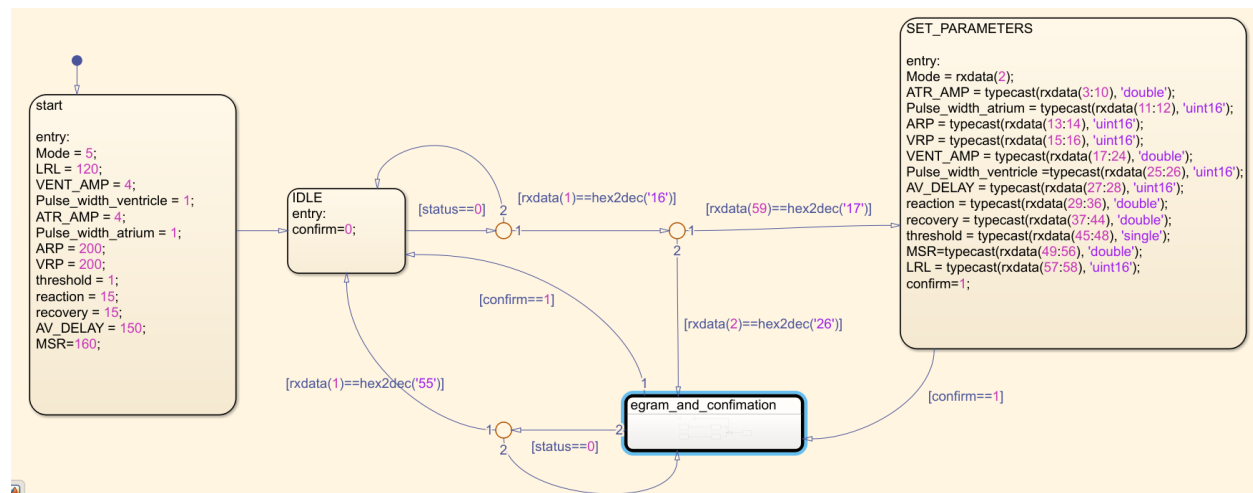 start
entry:
Mode = 5;
LRL = 120;
VENT_AMP = 4;
Pulse_width_ventricle = 1;
ATR_AMP = 4;
Pulse_width_atrium = 1;
ARP = 200;
VRP = 200;
threshold = 1;
reaction = 15;
recovery = 15;
AV_DELAY = 150;
MSR=160;
IDLE
entry:
confirm=0;
[status==0]
2
1
[rxdata(1)==hex2dec('16')]
1
2
[rxdata(59)==hex2dec('17')]
[rxdata(2)==hex2dec('26')]
SET_PARAMETERS
entry:
Mode = rxdata(2);
ATR_AMP = typecast(rxdata(3:10), 'double');
Pulse_width_atrium = typecast(rxdata(11:12), 'uint16');
ARP = typecast(rxdata(13:14), 'uint16');
VRP = typecast(rxdata(15:16), 'uint16');
VENT_AMP = typecast(rxdata(17:24), 'double');
Pulse_width_ventricle =typecast(rxdata(25:26), 'uint16');
AV_DELAY = typecast(rxdata(27:28), 'uint16');
reaction = typecast(rxdata(29:36), 'double');
recovery = typecast(rxdata(37:44), 'double');
threshold = typecast(rxdata(45:48), 'single');
MSR=typecast(rxdata(49:56), 'double');
LRL = typecast(rxdata(57:58), 'uint16');
confirm=1;
[confirm==1]
[confirm==1]
1
egram_and_confimation
2
[status==0]
1
2
[rxdata(1)==hex2dec('55')]